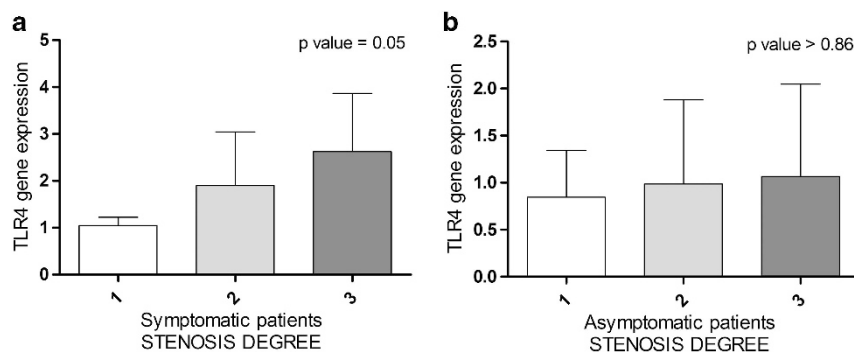 a
p value = 0.05
TLR4 gene expression
5
4
3
2
1
0
1
2
3
Symptomatic patients
STENOSIS DEGREE
b
p value > 0.86
TLR4 gene expression
2.5
2.0
1.5
1.0
0.5
0.0
1
2
3
Asymptomatic patients
STENOSIS DEGREE